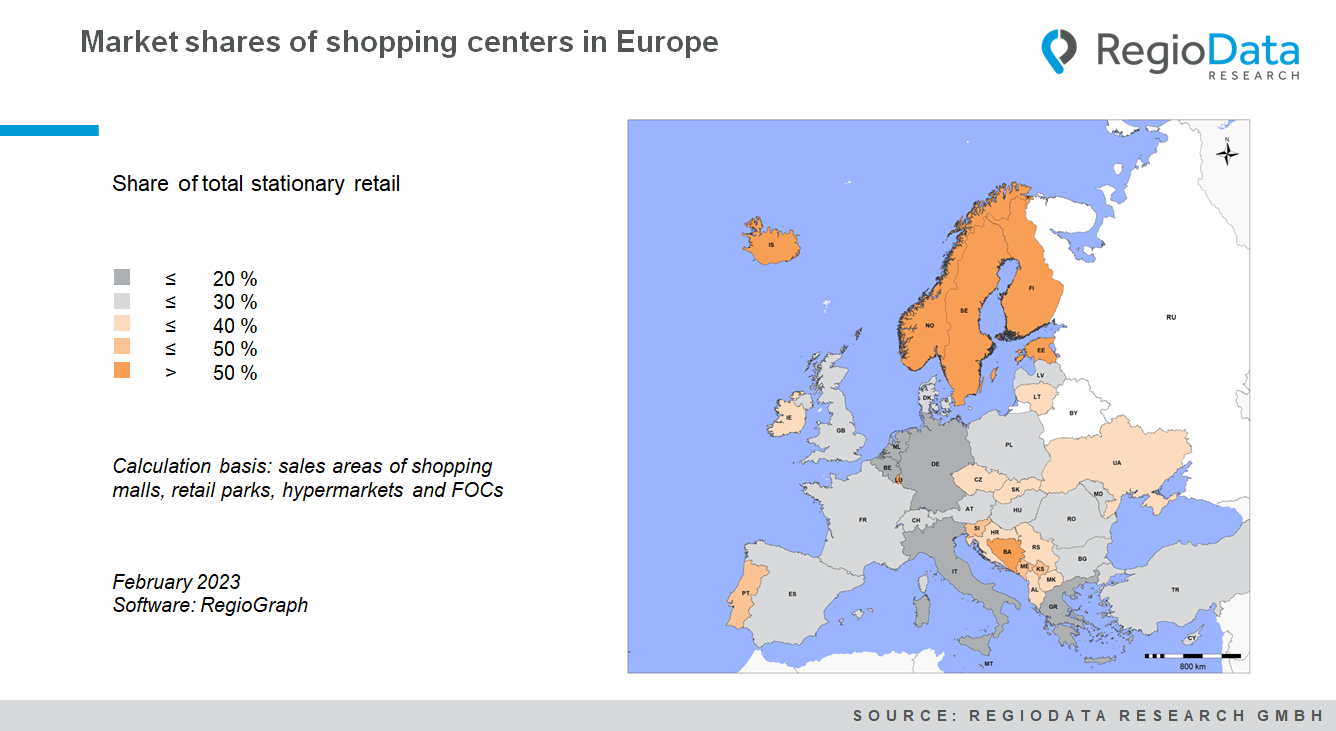 Market shares of shopping centers in Europe
RegioData
RESEARCH
Share of total stationary retail
≤ 20 %
≤ 30 %
≤ 40 %
≤ 50 %
> 50 %
Calculation basis: sales areas of shopping
malls, retail parks, hypermarkets and FOCs
February 2023
Software: RegioGraph
N
IS
FI
SE
NO
RU
EE
LV
LT
DK
BY
IE
GB
PL
NL
DE
BE
UA
LU
CZ
SK
MD
AT
HU
FR
CH
RO
SI
HR
BA
RS
BG
IT
ME
KS
MK
AL
PT
ES
TR
GR
CY
MT
800 km
SOURCE: REGIODATA RESEARCH GMBH